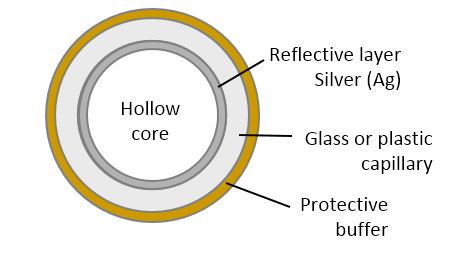 Reflective layer
Silver (Ag)
Hollow
core
Glass or plastic
capillary
Protective
buffer